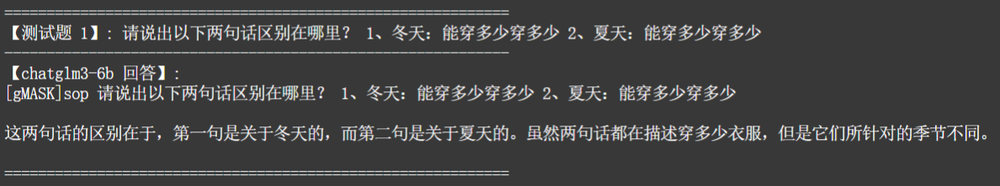 ============================================================
【测试题 1】: 请说出以下两句话区别在哪里? 1、冬天:能穿多少穿多少 2、夏天:能穿多少穿多少
------------------------------------------------------------
【chatglm3-6b 回答】:
[gMASK]sop 请说出以下两句话区别在哪里? 1、冬天:能穿多少穿多少 2、夏天:能穿多少穿多少
这两句话的区别在于,第一句是关于冬天的,而第二句是关于夏天的。虽然两句话都在描述穿多少衣服,但是它们所针对的季节不同。
============================================================